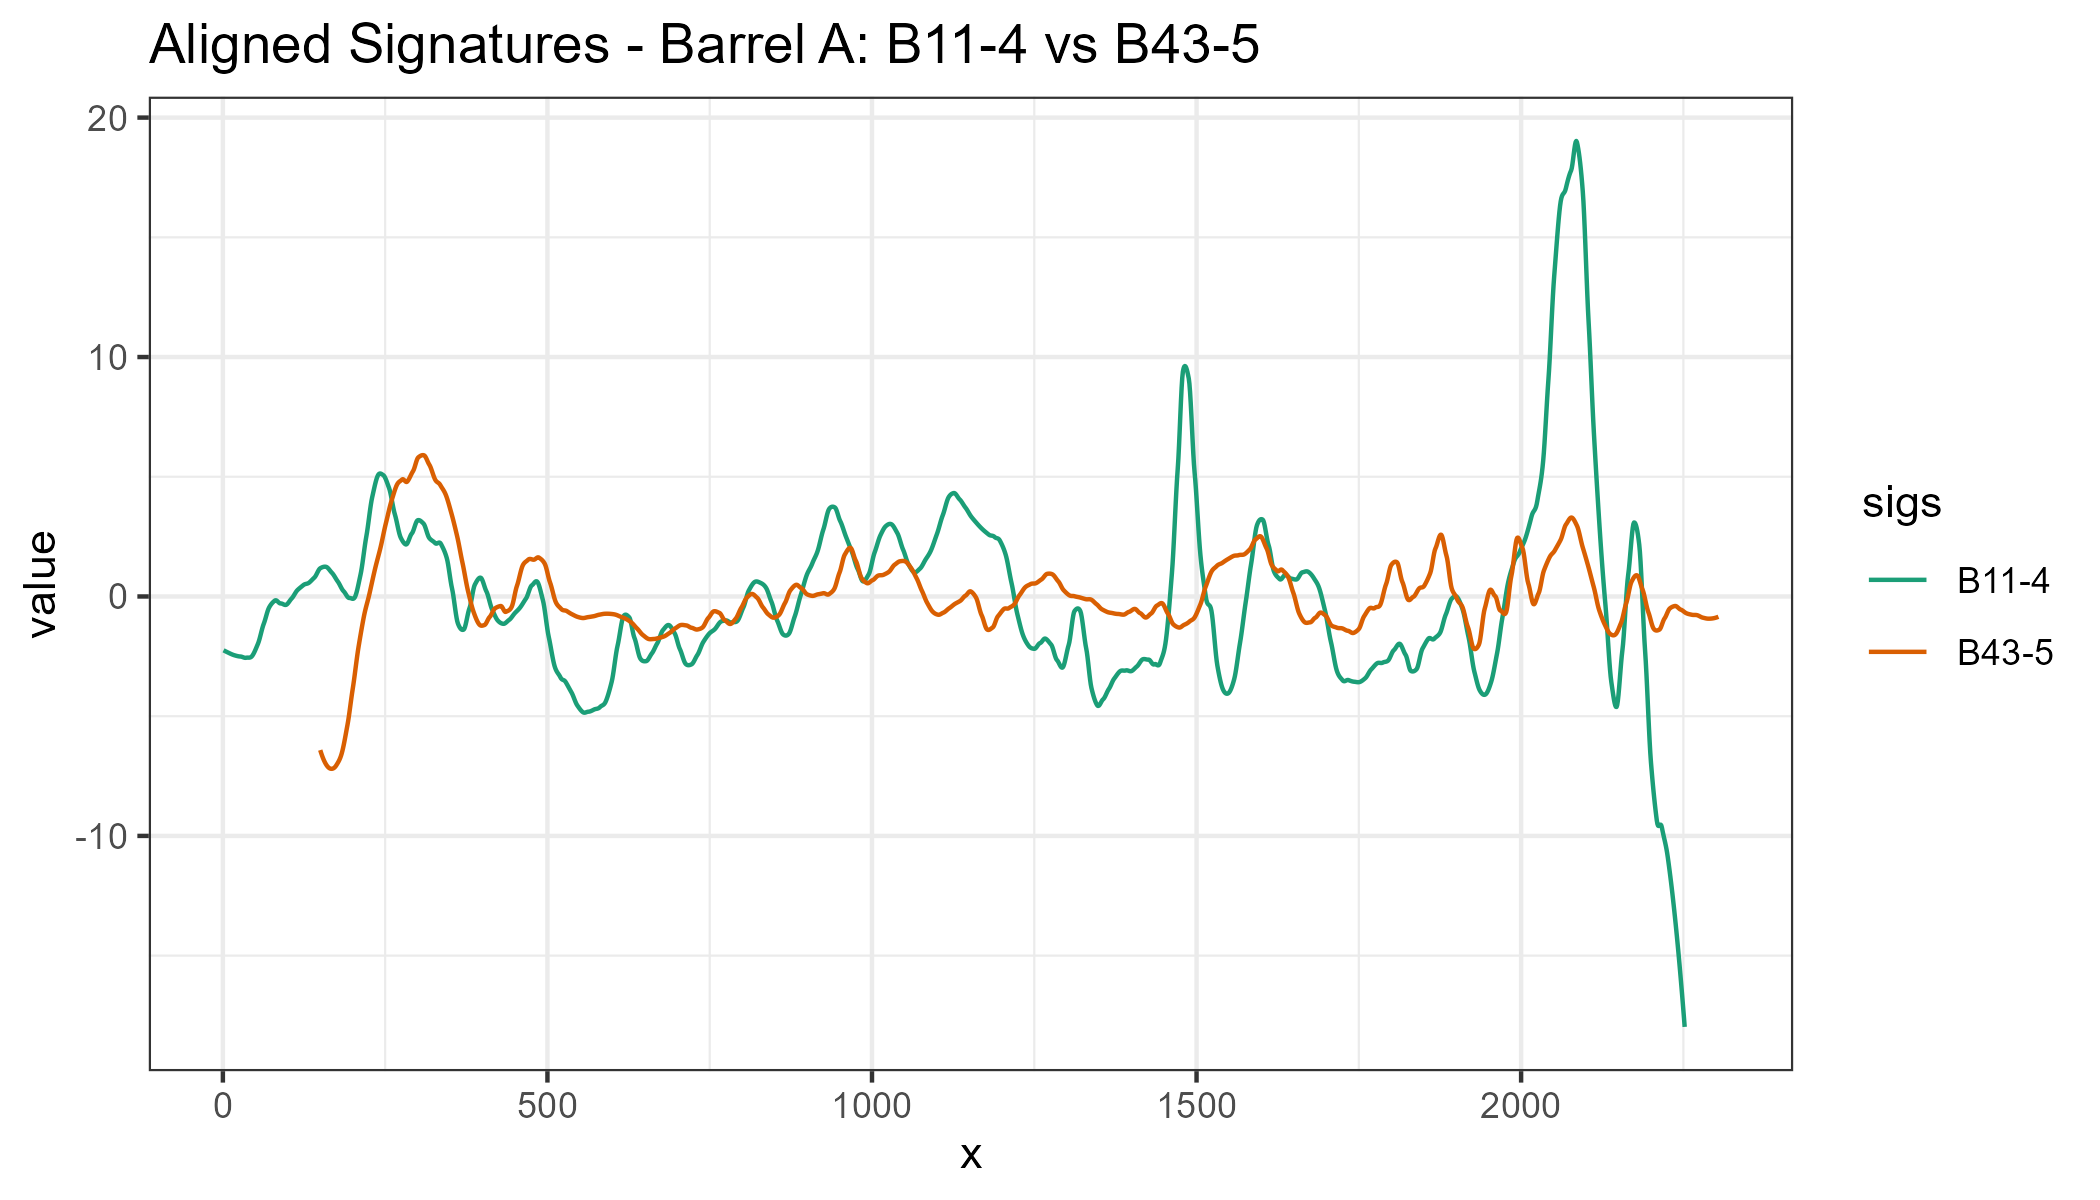 Aligned Signatures - Barrel A: B11-4 vs B43-5
20
10
0
-10
value
0 500 1000 1500 2000
x
sigs
B11-4
B43-5